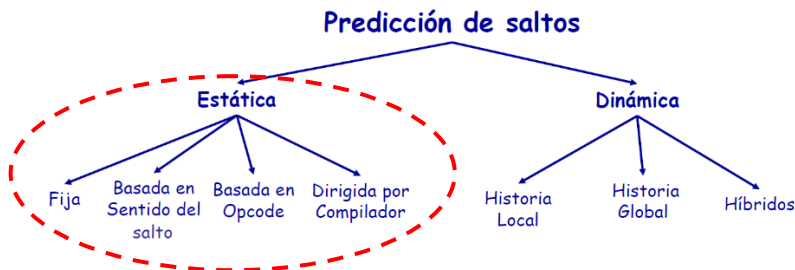 Predicción de saltos
Estática
Dinámica
Fija
Basada en
Sentido del
salto
Basada en
Opcode
Dirigida por
Compilador
Historia
Local
Historia
Global
Híbridos